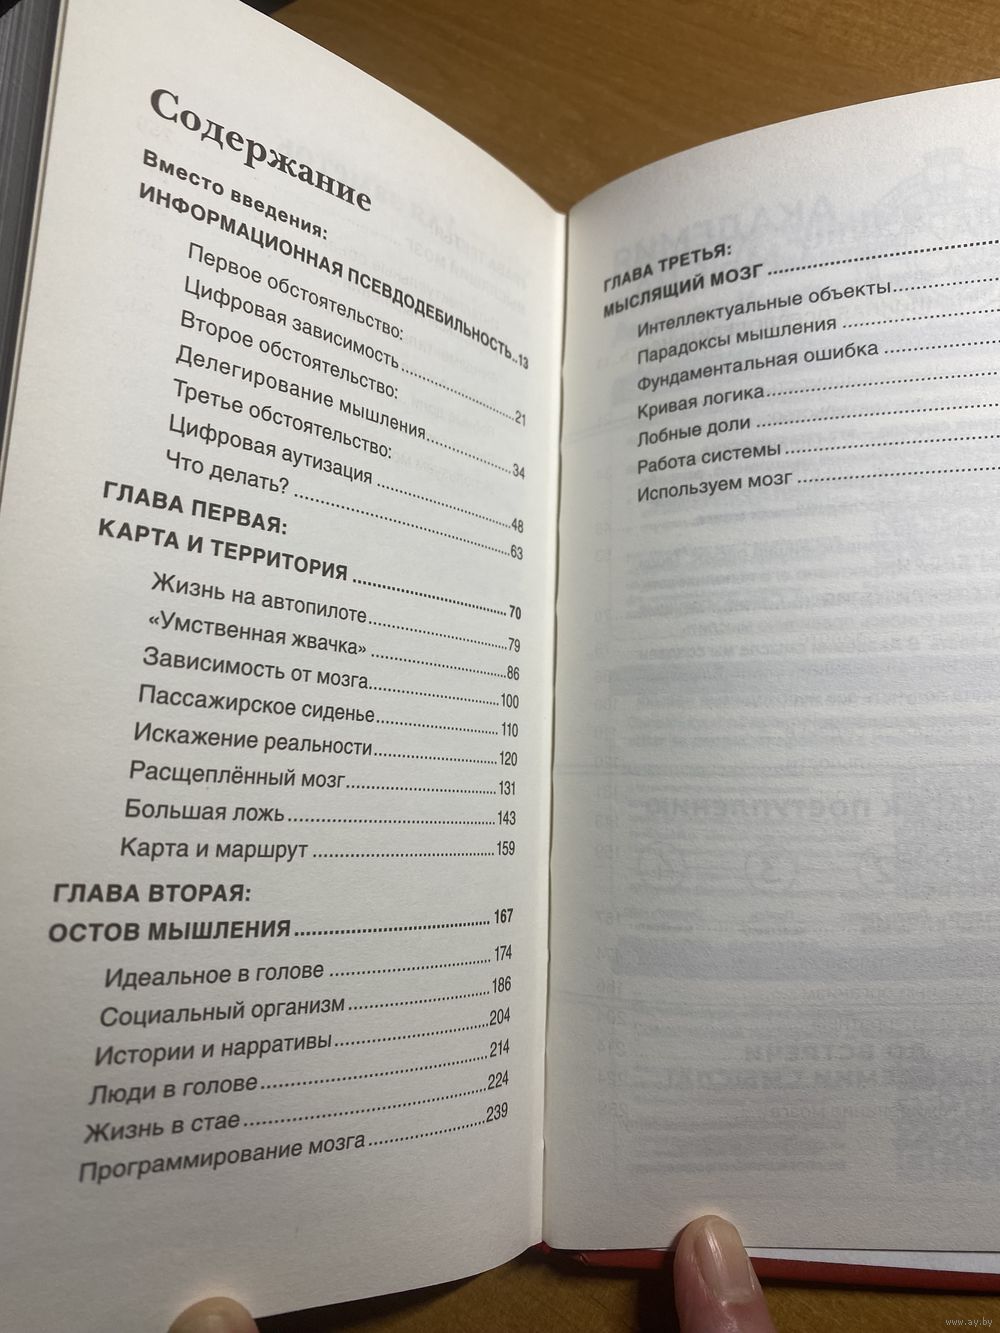 Содержание
Вместо введения:
ИНФОРМАЦИОННАЯ ПСЕВДОДЕБИЛЬНОСТЬ..13
Первое обстоятельство:
Цифровая зависимость....................21
Второе обстоятельство:
Делегирование мышления...............34
Третье обстоятельство:
Цифровая аутизация ......................48
Что делать? ....................................63
ГЛАВА ПЕРВАЯ:
КАРТА И ТЕРРИТОРИЯ .........................70
Жизнь на автопилоте.......................79
«Умственная жвачка» ......................86
Зависимость от мозга.....................100
Пассажирское сиденье....................110
Искажение реальности....................120
Расщеплённый мозг........................131
Большая ложь.................................143
Карта и маршрут .............................159
ГЛАВА ВТОРАЯ:
ОСТОВ МЫШЛЕНИЯ................................ 167
Идеальное в голове ..........................174
Социальный организм.......................186
Истории и нарративы........................204
Люди в голове..................................214
Жизнь в стае....................................224
Программирование мозга..................239
ГЛАВА ТРЕТЬЯ:
МЫСЛЯЩИЙ МОЗГ ................................
Интеллектуальные объекты...............
Парадоксы мышления ......................
Фундаментальная ошибка ................
Кривая логика..................................
Лобные доли ...................................
Работа системы ...............................
Используем мозг ..............................
www.ay.by